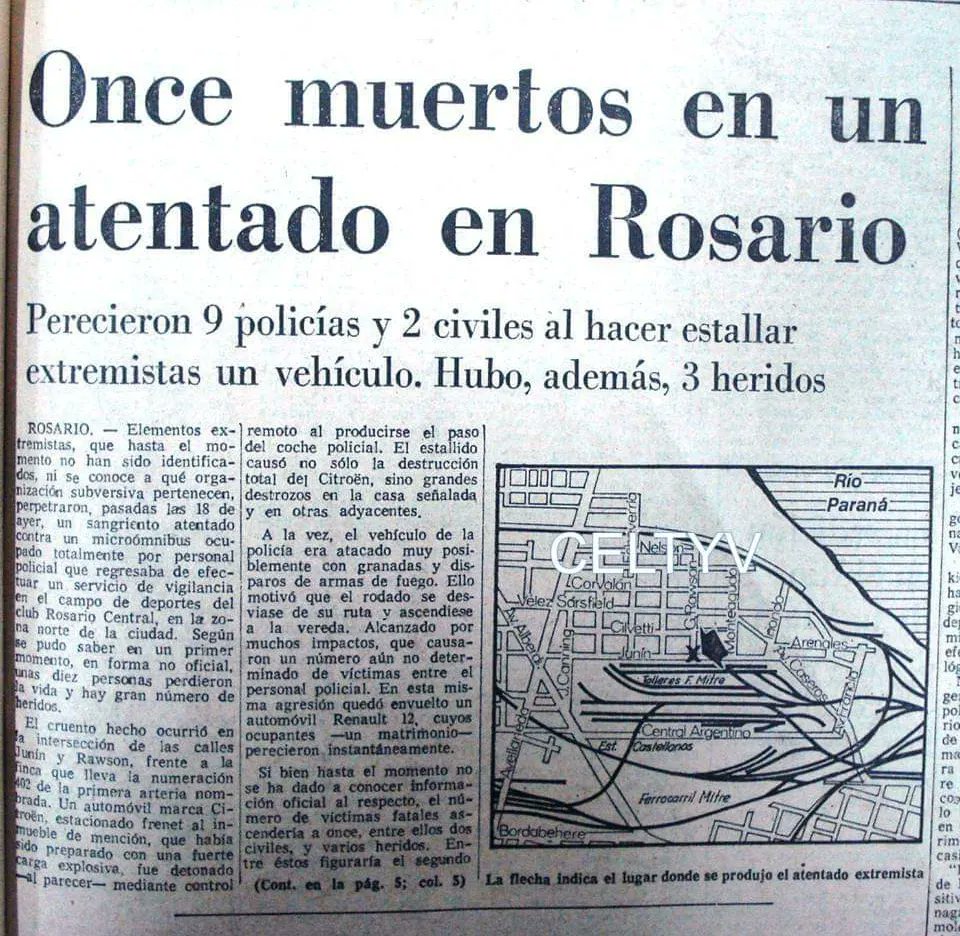 Once muertos en un
atentado en Rosario
Perecieron 9 policías y 2 civiles al hacer estallar
extremistas un vehículo. Hubo, además, 3 heridos
ROSARIO. — Elementos ex-
tremistas, que hasta el mo-
mento no han sido identifica-
dos, ni se conoce a qué orga-
nización subversiva pertenecen,
perpetraron, pasadas las 18 de
ayer, un sangriento atentado
contra un microómnibus ocu-
pado totalmente por personal
policial que regresaba de efec-
tuar un servicio de vigilancia
en el campo de deportes del
club Rosario Central, en la zo-
na norte de la ciudad. Según
se pudo saber en un primer
momento, en forma no oficial,
unas diez personas perdieron
la vida y hay gran número de
heridos.
El cruento hecho ocurrió en
la intersección de las calles
Junín y Rawson, frente a la
finca que lleva la numeración
402 de la primera arteria nom-
brada. Un automóvil marca Ci-
troën, estacionado frenet al in-
mueble de mención, que había
sido preparado con una fuerte
carga explosiva, fue detonado
—al parecer— mediante control
remoto al producirse el paso
del coche policial. El estallido
causó no sólo la destrucción
total del Citroën, sino grandes
destrozos en la casa señalada
y en otras adyacentes.
A la vez, el vehículo de la
policía era atacado muy posi-
blemente con granadas y dis-
paros de armas de fuego. Ello
motivó que el rodado se des-
viase de su ruta y ascendiese
a la vereda. Alcanzado por
muchos impactos, que causa-
ron un número aún no deter-
minado de víctimas entre el
personal policial. En esta mis-
ma agresión quedó envuelto un
automóvil Renault 12, cuyos
ocupantes —un matrimonio—
perecieron instantáneamente.
Si bien hasta el momento no
se ha dado a conocer informa-
ción oficial al respecto, el nú-
mero de víctimas fatales as-
cendería a once, entre ellos dos
civiles, y varios heridos. En-
tre éstos figuraría el segundo
(Cont. en la pág. 5; col. 5)
Río
Paraná
CELTYV
Nelson
Corvalán
Vélez Sársfield
Cilvetti
Junín
G. Rawson
Monteagudo
Av. Alberdi
J. Canning
Arenales
Av. Caseros
Talleres F. Mitre
Central Argentino
Est. Castellanos
Avellaneda
Ferrocarril Mitre
Bordabehere
La flecha indica el lugar donde se produjo el atentado extremista